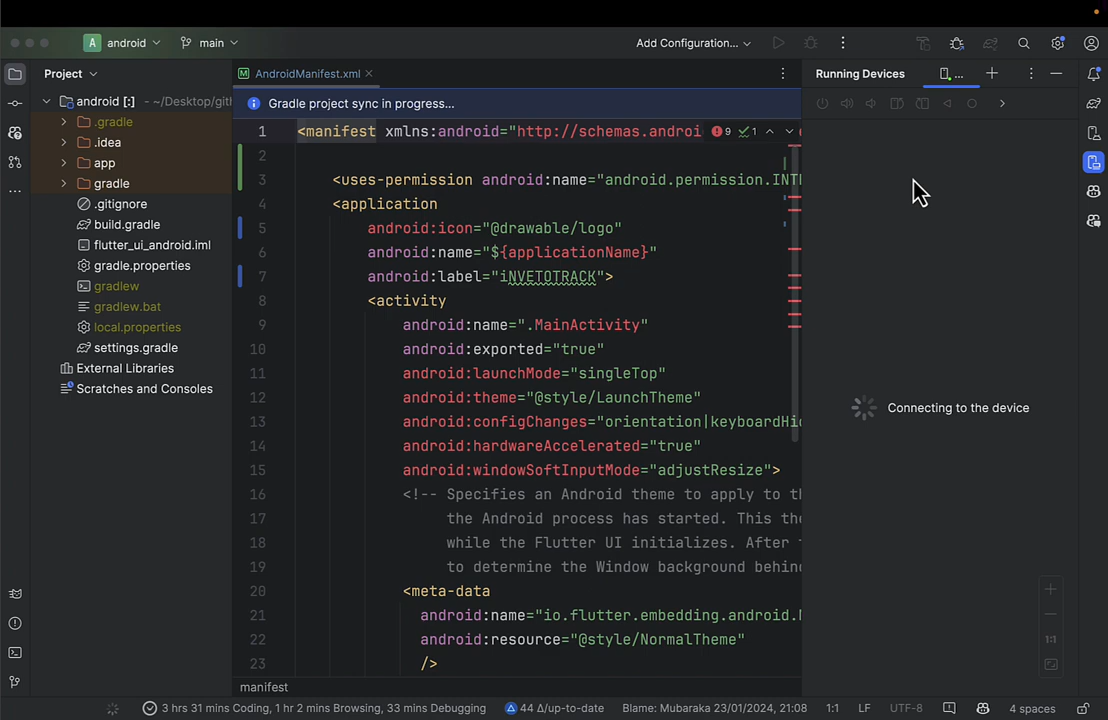 A android main Add Configuration...
Project
android [:] - ~/Desktop/gitl
.gradle
.idea
app
gradle
.gitignore
build.gradle
flutter_ui_android.iml
gradle.properties
gradlew
gradlew.bat
local.properties
settings.gradle
External Libraries
Scratches and Consoles
AndroidManifest.xml
Gradle project sync in progress...
9 1
1 <manifest xmlns:android="http://schemas.androi
2
3 <uses-permission android:name="android.permission.INTE
4 <application
5 android:icon="@drawable/logo"
6 android:name="${applicationName}"
7 android:label="iNVETOTRACK">
8 <activity
9 android:name=".MainActivity"
10 android:exported="true"
11 android:launchMode="singleTop"
12 android:theme="@style/LaunchTheme"
13 android:configChanges="orientation|keyboardHid
14 android:hardwareAccelerated="true"
15 android:windowSoftInputMode="adjustResize">
16 <!-- Specifies an Android theme to apply to th
17 the Android process has started. This the
18 while the Flutter UI initializes. After t
19 to determine the Window background behind
20 <meta-data
21 android:name="io.flutter.embedding.android.N
22 android:resource="@style/NormalTheme"
23 />
manifest
Running Devices
...
Connecting to the device
1:1
3 hrs 31 mins Coding, 1 hr 2 mins Browsing, 33 mins Debugging 44 Δ/up-to-date Blame: Mubaraka 23/01/2024, 21:08 1:1 LF UTF-8 4 spaces